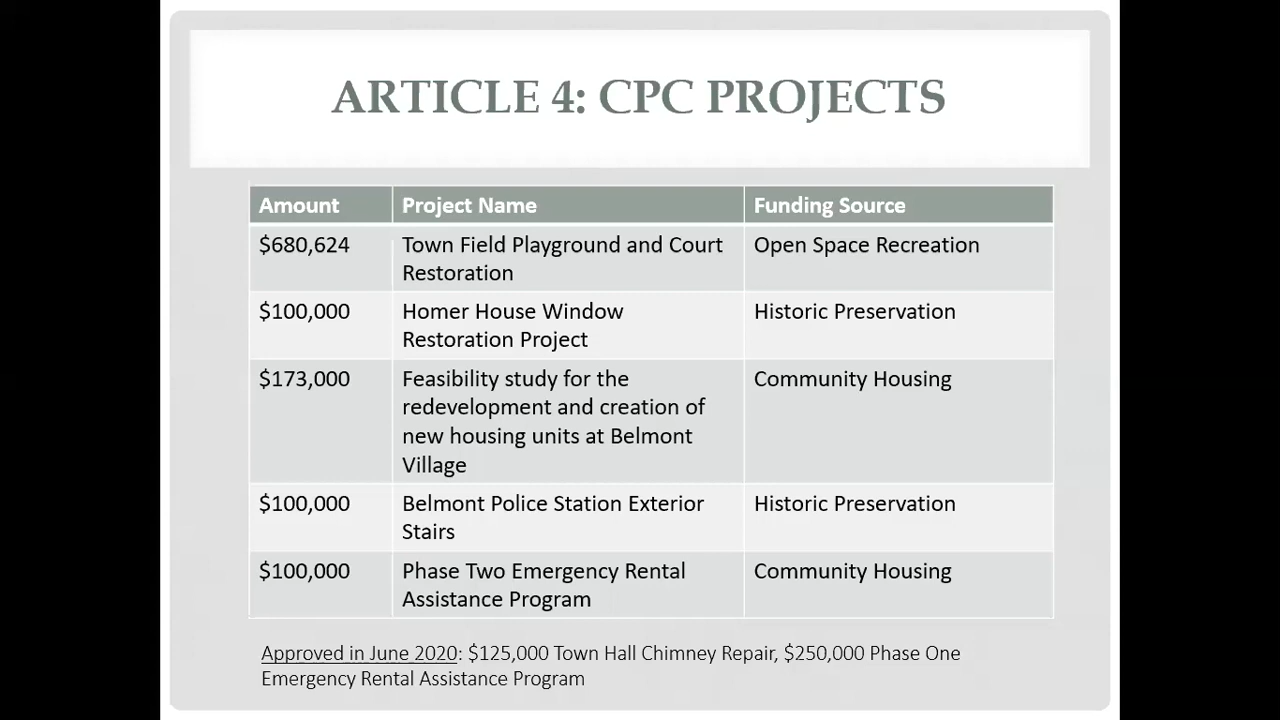 ARTICLE 4: CPC PROJECTS
Amount Project Name Funding Source
$680,624 Town Field Playground and Court Open Space Recreation
Restoration
$100,000 Homer House Window Historic Preservation
Restoration Project
$173,000 Feasibility study for the Community Housing
redevelopment and creation of
new housing units at Belmont
Village
$100,000 Belmont Police Station Exterior Historic Preservation
Stairs
$100,000 Phase Two Emergency Rental Community Housing
Assistance Program
Approved in June 2020: $125,000 Town Hall Chimney Repair, $250,000 Phase One
Emergency Rental Assistance Program